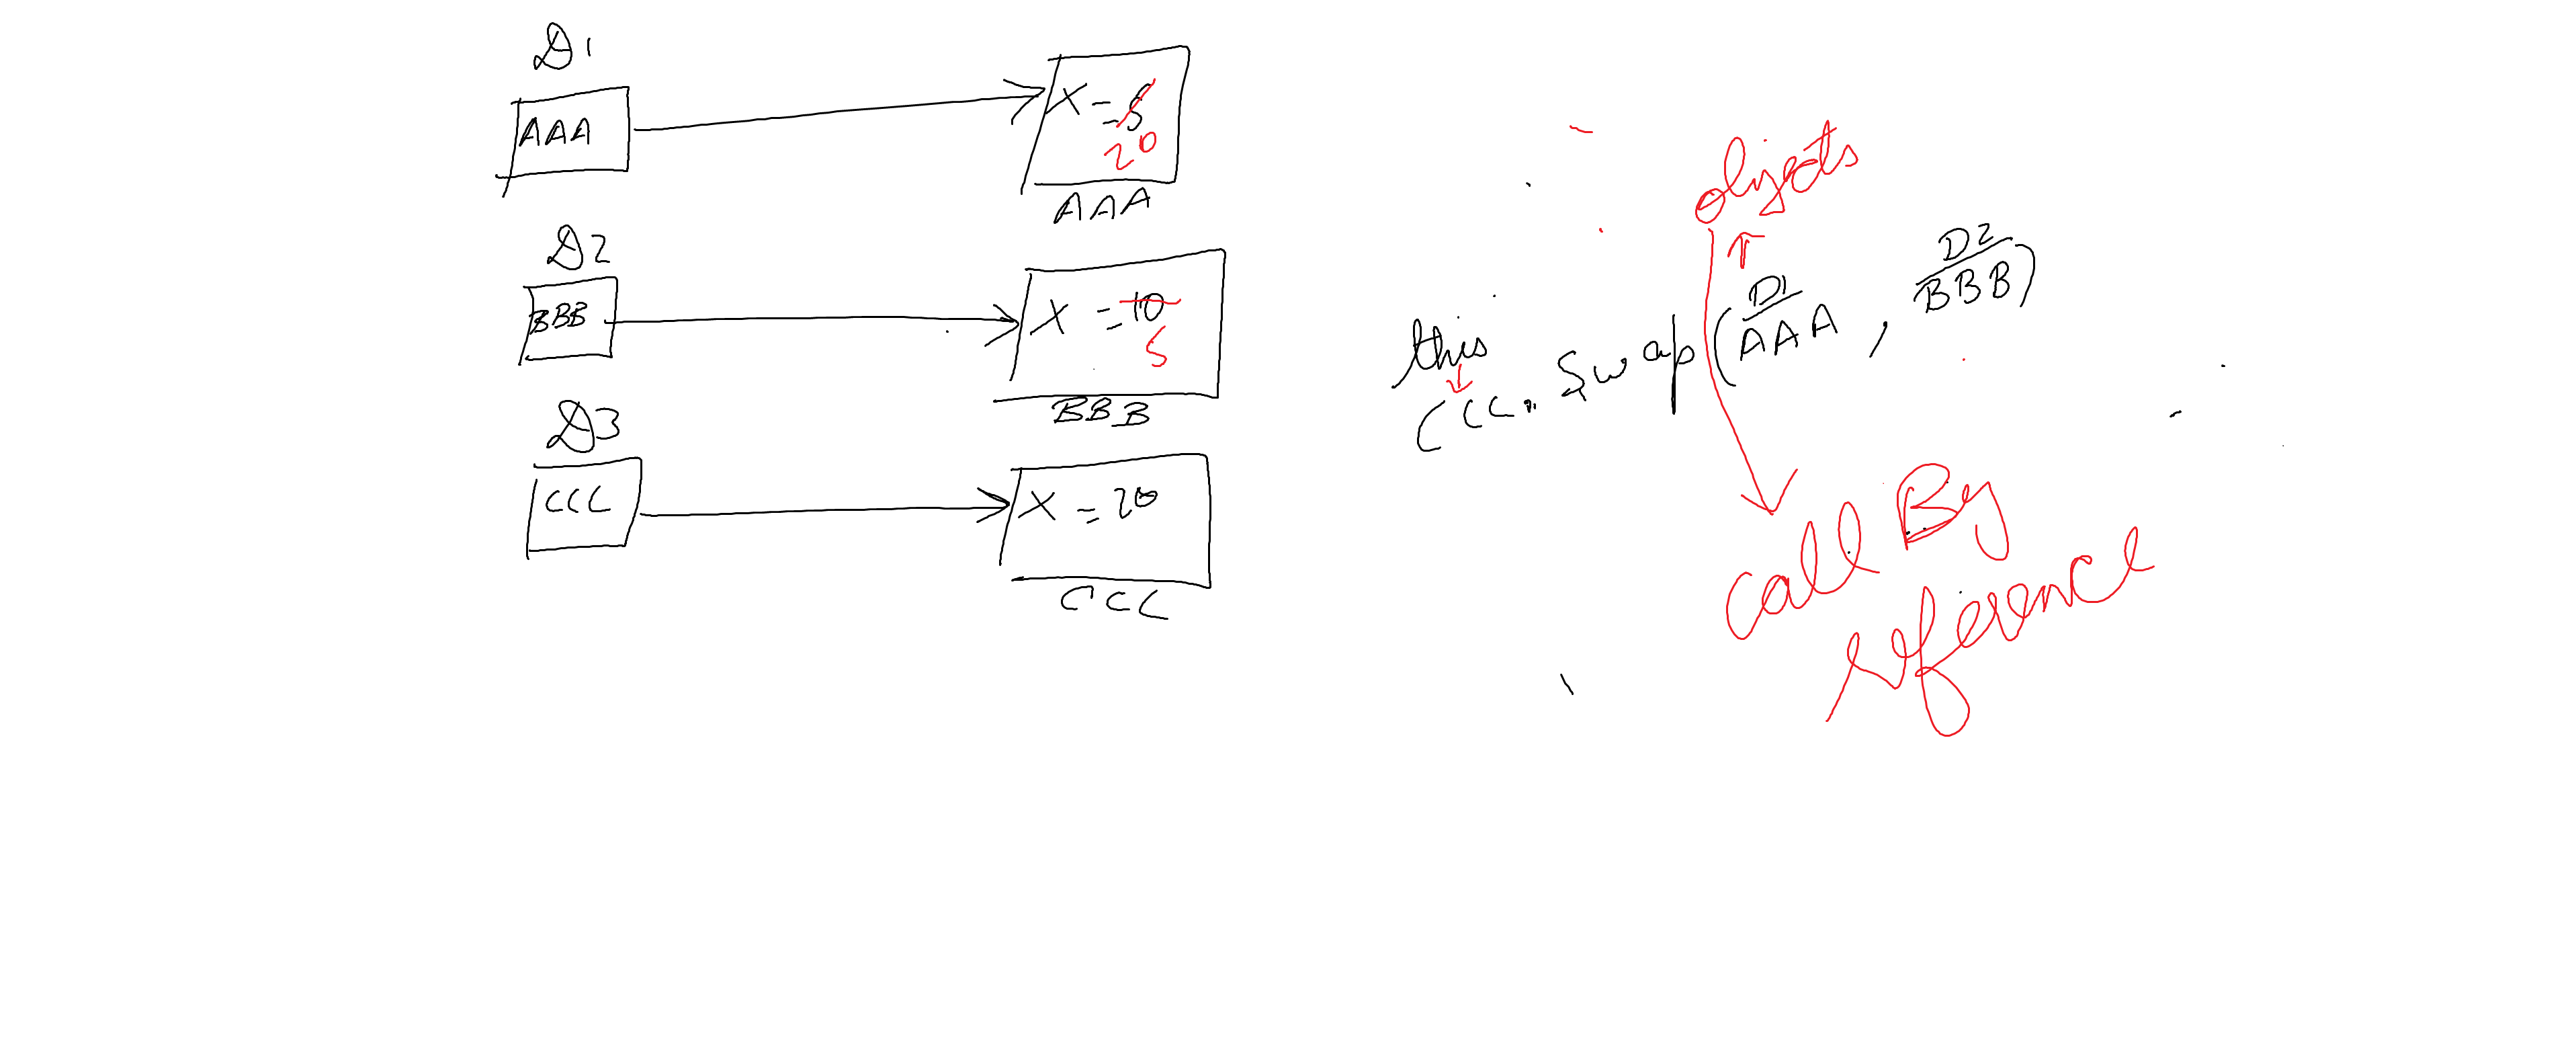 D1
AAA
X = 5
20
AAA
D2
BBB
X = 10
5
BBB
D3
CCC
X = 20
CCC
objects
D1 D2
this
CCC. Swap (AAA , BBB)
call By
reference